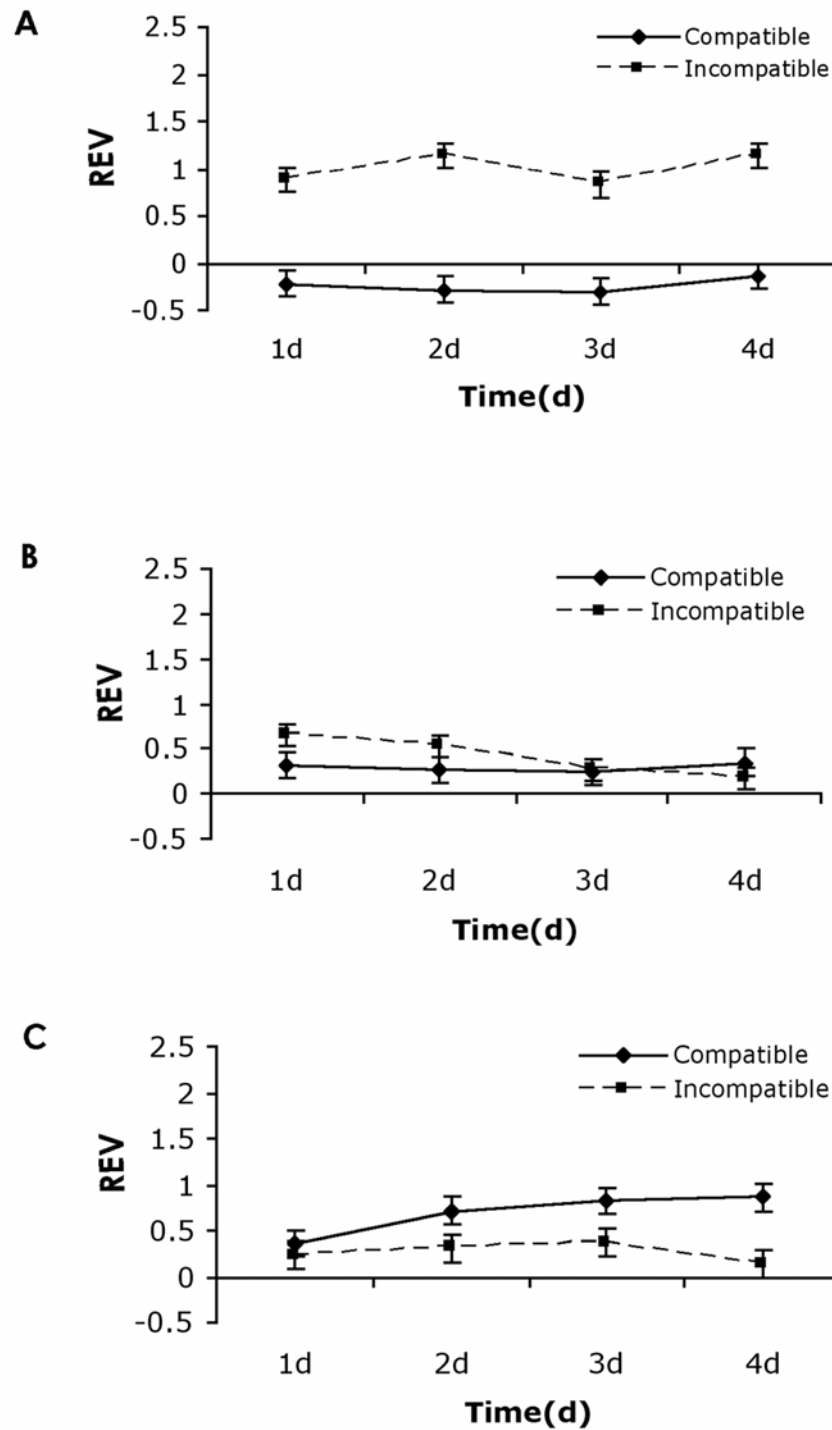 A
2.5
2
1.5
1
0.5
0
-0.5
REV
Compatible
Incompatible
1d 2d 3d 4d
Time(d)
B
2.5
2
1.5
1
0.5
0
-0.5
REV
Compatible
Incompatible
1d 2d 3d 4d
Time(d)
C
2.5
2
1.5
1
0.5
0
-0.5
REV
Compatible
Incompatible
1d 2d 3d 4d
Time(d)